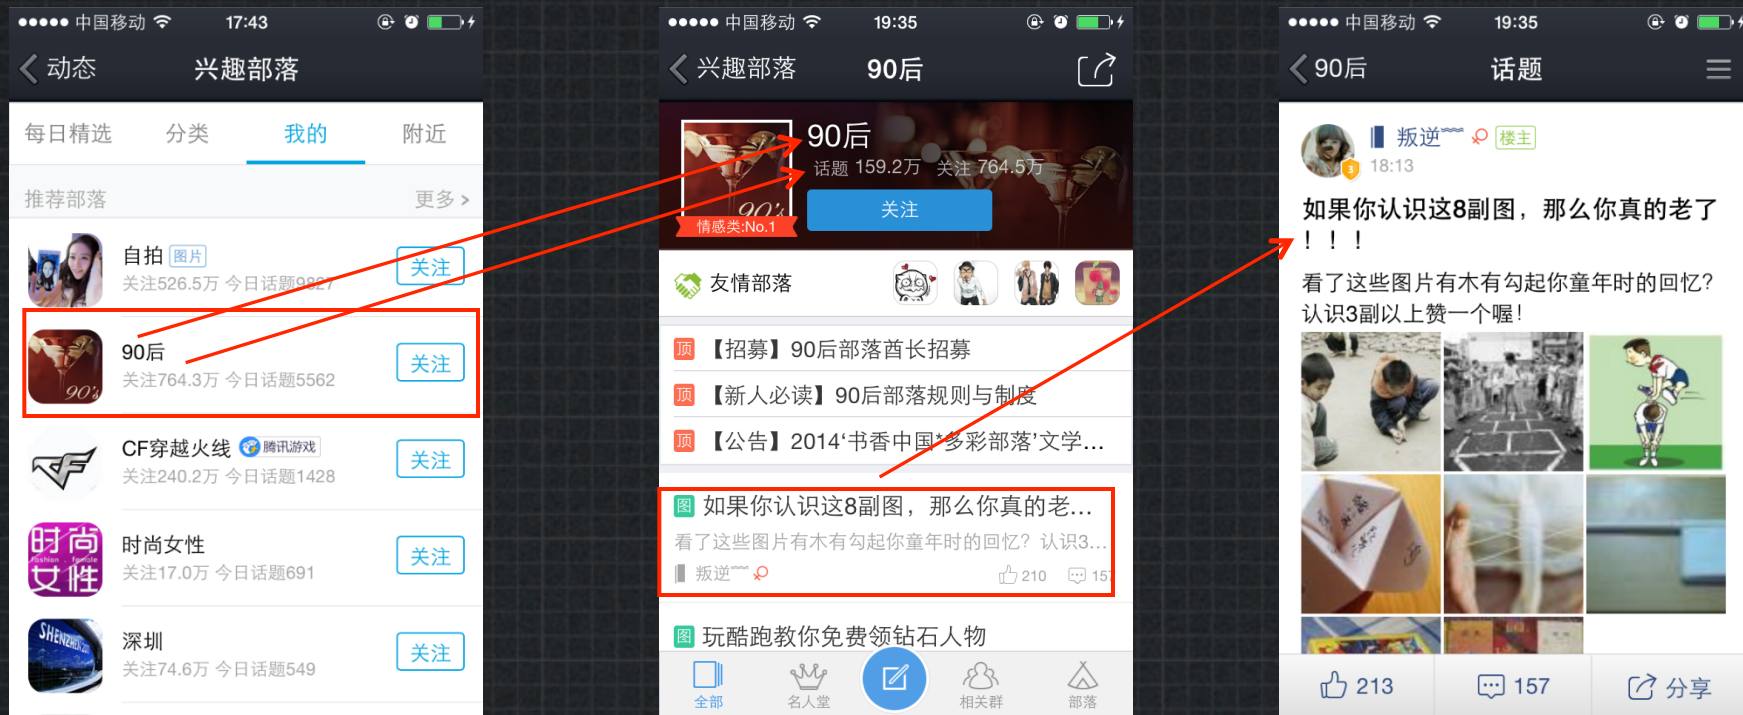 中国移动 17:43
动态 兴趣部落
每日精选 分类 我的 附近
推荐部落 更多 >
自拍 图片
关注526.5万 今日话题9827
关注
90后
关注764.3万 今日话题5562
关注
90's
CF穿越火线 腾讯游戏
关注240.2万 今日话题1428
关注
CF
时尚女性
关注17.0万 今日话题691
关注
时尚
fashion · female
女性
深圳
关注74.6万 今日话题549
关注
SHENZHEN
中国移动 19:35
兴趣部落 90后
90后
话题 159.2万 关注 764.5万
关注
90's
情感类:No.1
友情部落
顶 【招募】90后部落酋长招募
顶 【新人必读】90后部落规则与制度
顶 【公告】2014‘书香中国*多彩部落’文学...
图 如果你认识这8副图，那么你真的老...
看了这些图片有木有勾起你童年时的回忆？认识3...
叛逆 210 157
图 玩酷跑教你免费领钻石人物
全部 名人堂 相关群 部落
中国移动 19:35
90后 话题
叛逆 楼主
3 18:13
如果你认识这8副图，那么你真的老了
！！！
看了这些图片有木有勾起你童年时的回忆？
认识3副以上赞一个喔！
213 157 分享